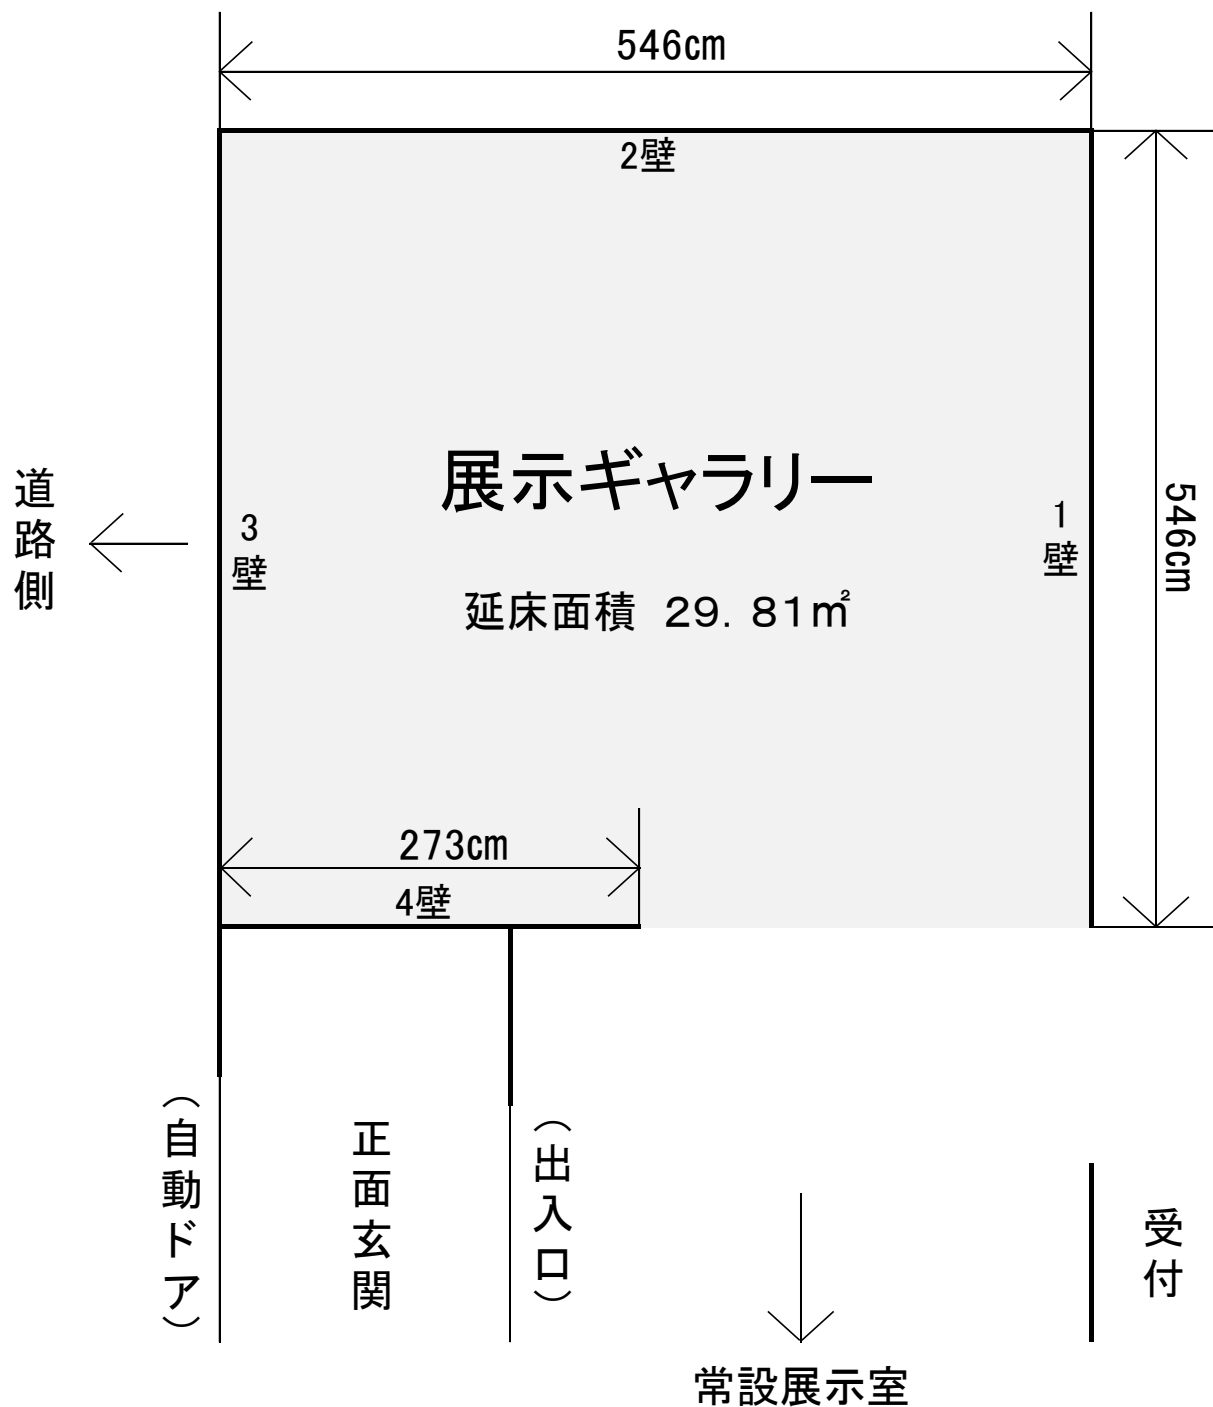 546cm
2壁
展示ギャラリー
延床面積 29．81㎡
道路側
3壁
1壁
546cm
273cm
4壁
（自動ドア）
正面玄関
（出入口）
受付
常設展示室